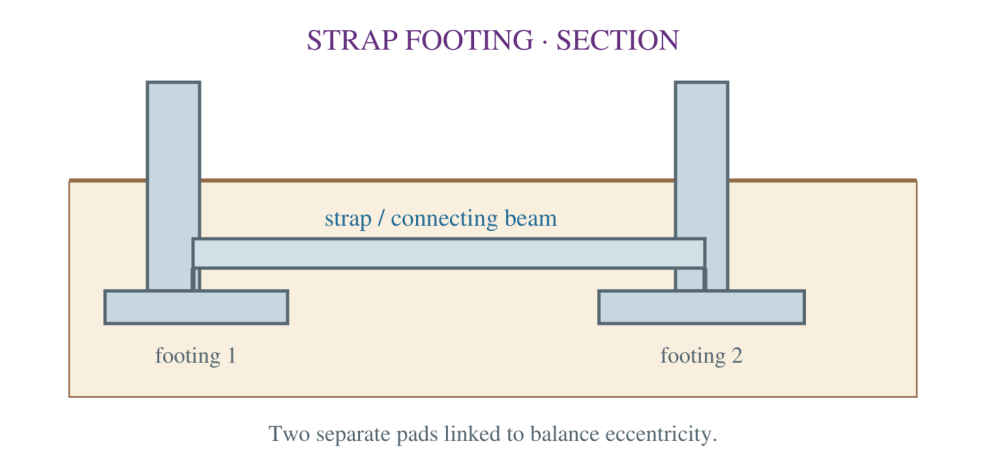 STRAP FOOTING · SECTION
strap / connecting beam
footing 1
footing 2
Two separate pads linked to balance eccentricity.